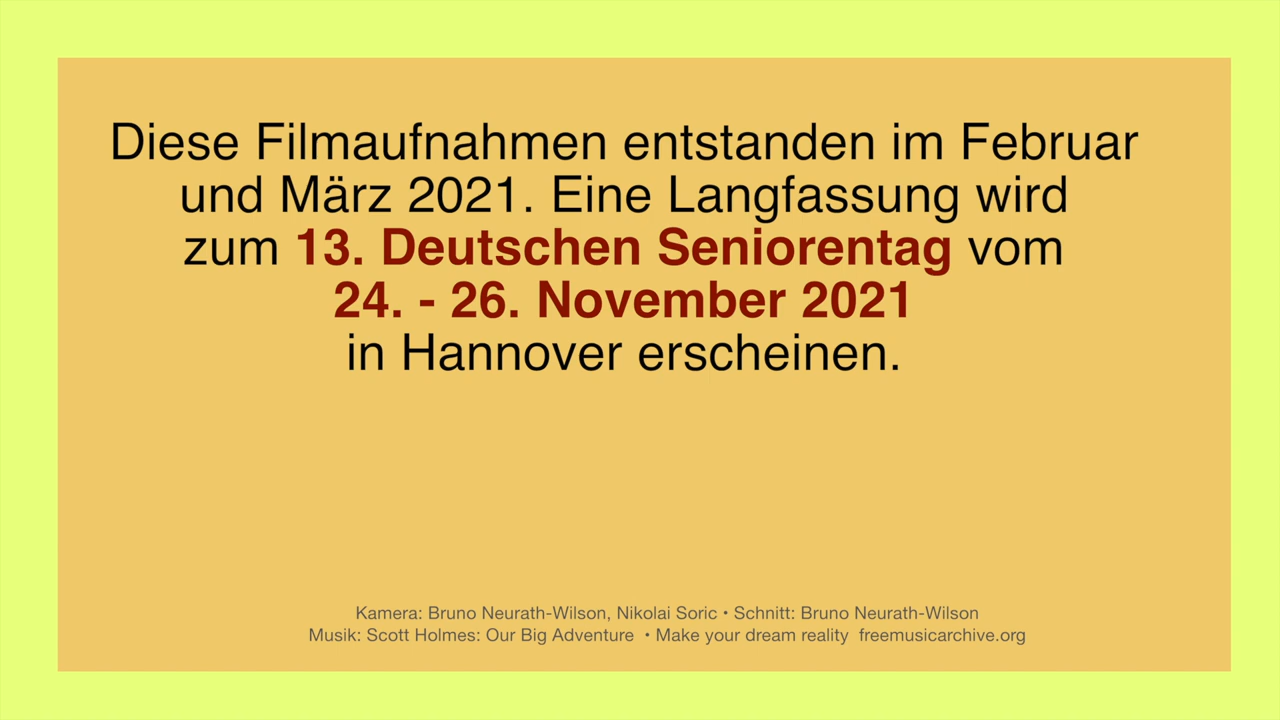 Diese Filmaufnahmen entstanden im Februar
und März 2021. Eine Langfassung wird
zum 13. Deutschen Seniorentag vom
24. - 26. November 2021
in Hannover erscheinen.
Kamera: Bruno Neurath-Wilson, Nikolai Soric • Schnitt: Bruno Neurath-Wilson
Musik: Scott Holmes: Our Big Adventure • Make your dream reality freemusicarchive.org